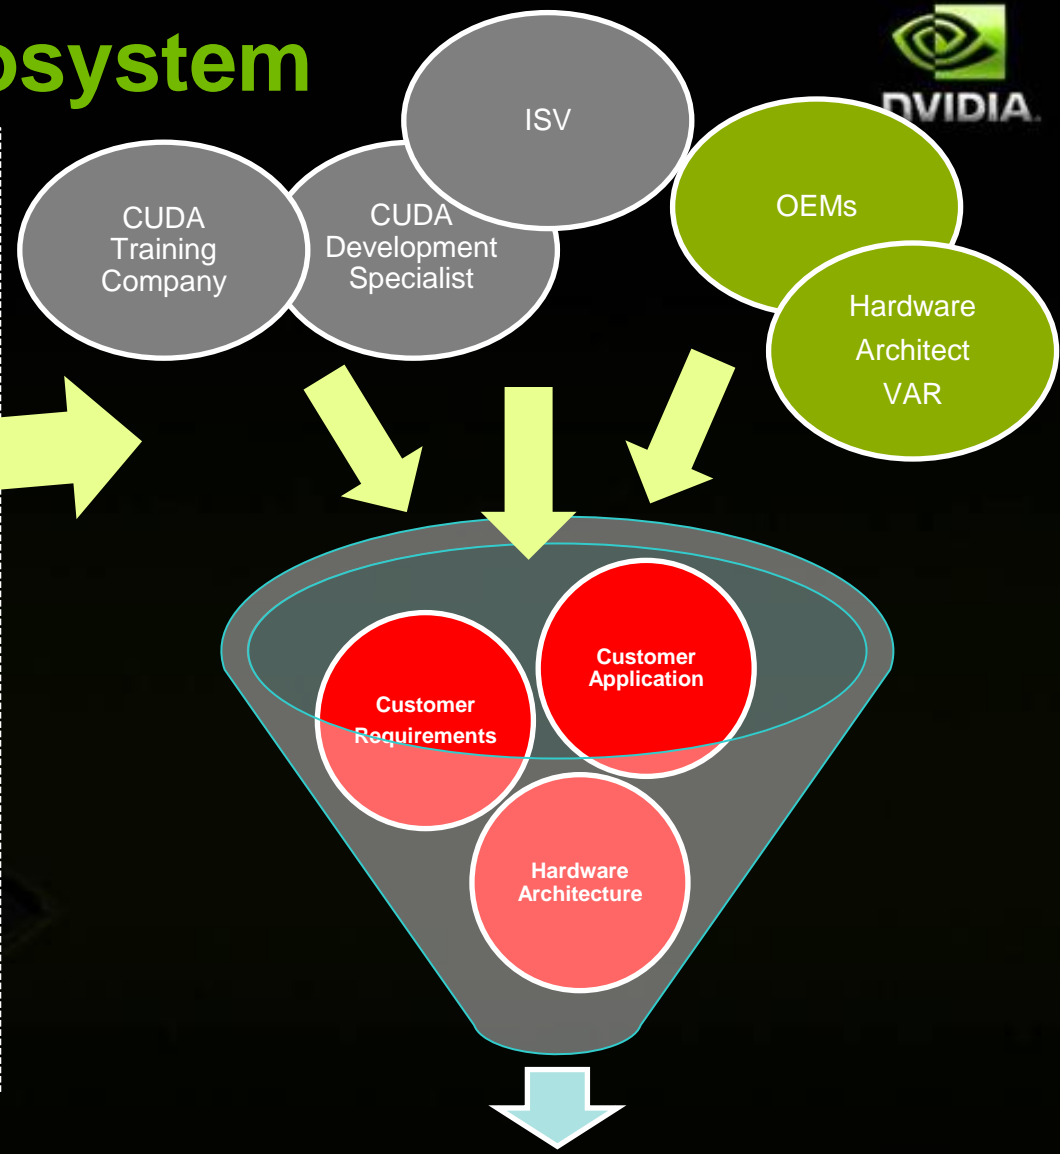 osystem
NVIDIA.
ISV
CUDA
Training
Company
CUDA
Development
Specialist
OEMs
Hardware
Architect
VAR
Customer
Requirements
Customer
Application
Hardware
Architecture